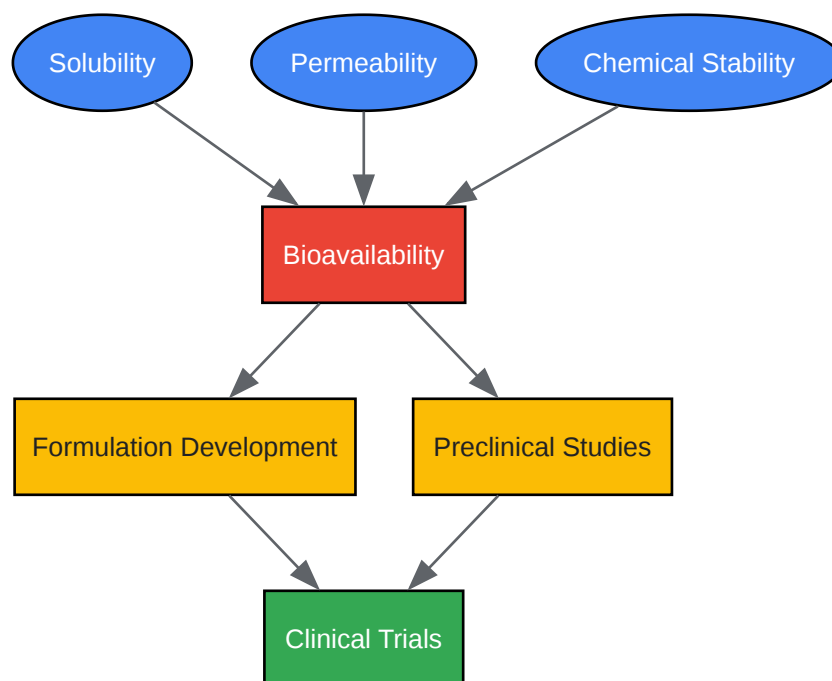 Solubility
Permeability
Chemical Stability
Bioavailability
Formulation Development
Preclinical Studies
Clinical Trials